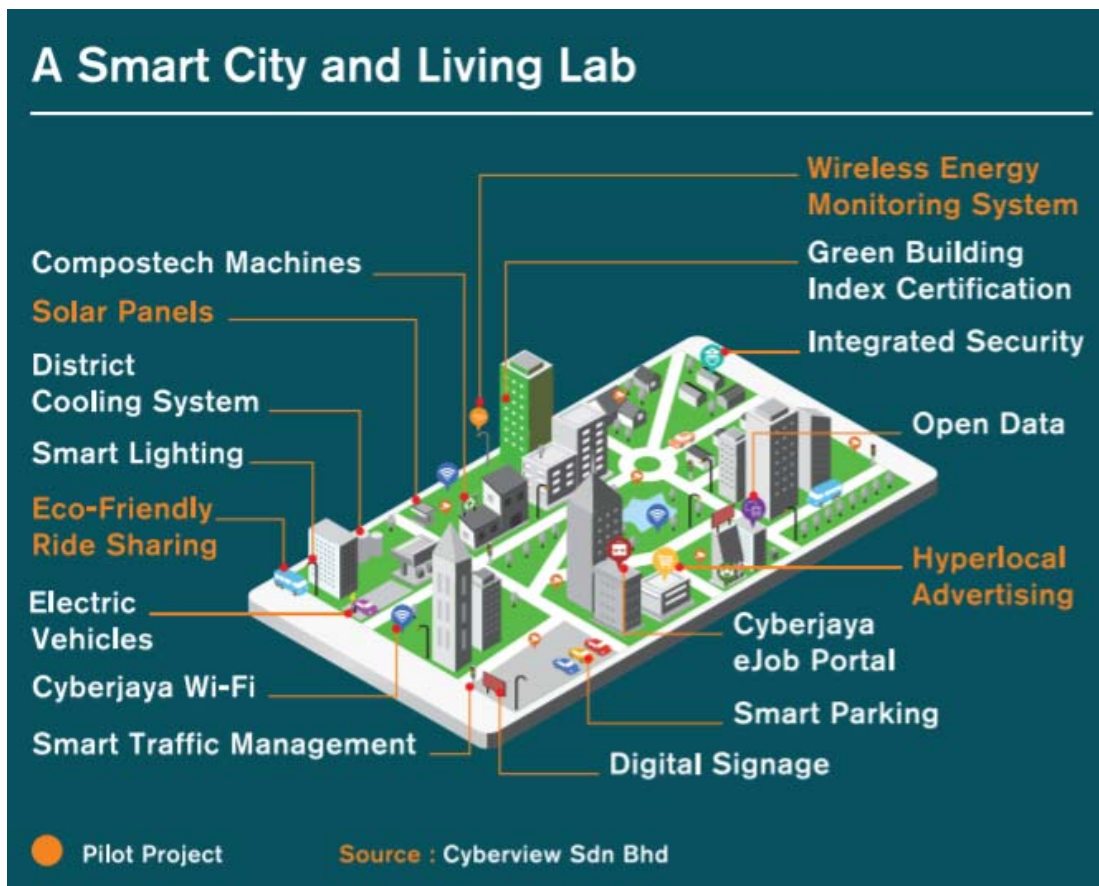 A Smart City and Living Lab
Wireless Energy
Monitoring System
Compostech Machines
Green Building
Index Certification
Solar Panels
Integrated Security
District
Cooling System
Open Data
Smart Lighting
Eco-Friendly
Ride Sharing
Hyperlocal
Advertising
Electric
Vehicles
Cyberjaya
eJob Portal
Cyberjaya Wi-Fi
Smart Parking
Smart Traffic Management
Digital Signage
Pilot Project
Source : Cyberview Sdn Bhd